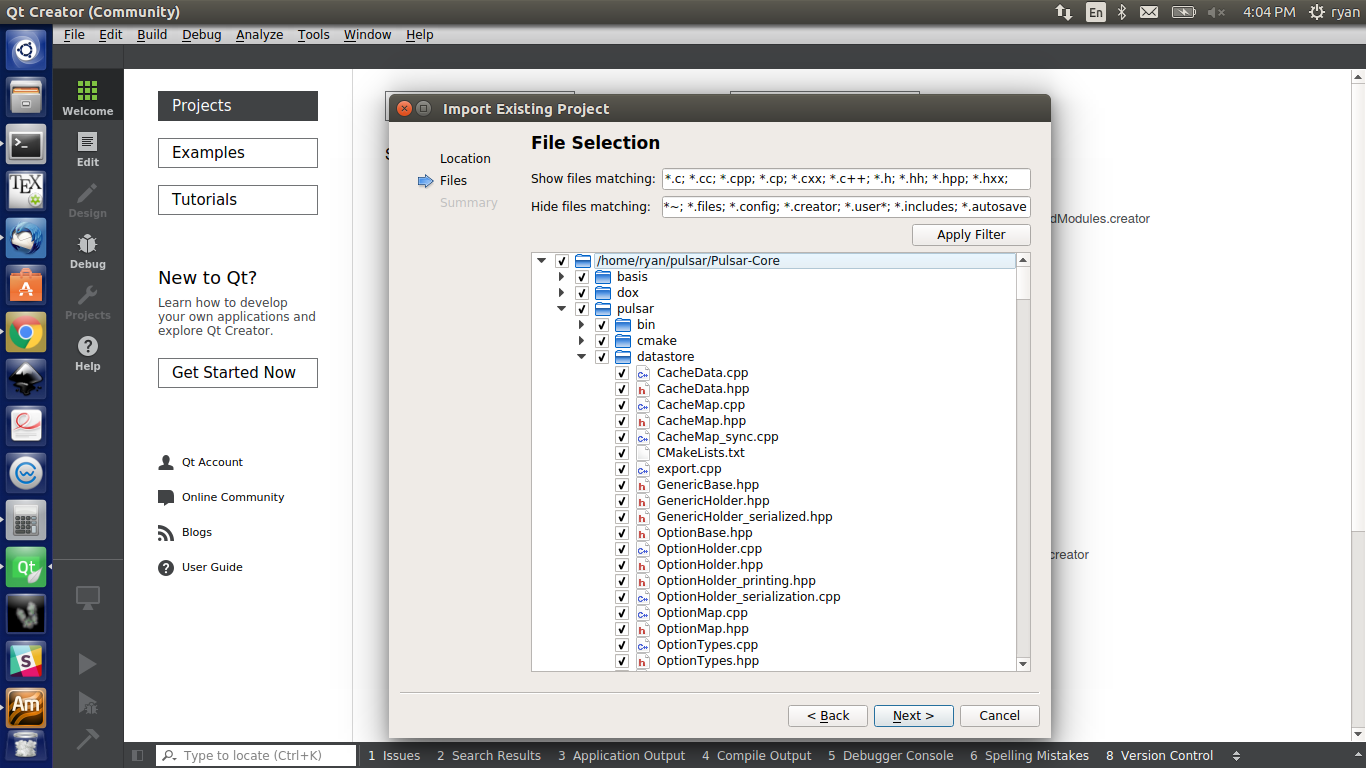 Qt Creator (Community)
En
4:04 PM
ryan
File Edit Build Debug Analyze Tools Window Help
Welcome
Edit
Design
Debug
Projects
Help
Projects
Examples
Tutorials
New to Qt?
Learn how to develop
your own applications and
explore Qt Creator.
Get Started Now
Qt Account
Online Community
Blogs
User Guide
Import Existing Project
Location
Files
Summary
File Selection
Show files matching: *.c; *.cc; *.cpp; *.cp; *.cxx; *.c++; *.h; *.hh; *.hpp; *.hxx;
Hide files matching: *~; *.files; *.config; *.creator; *.user*; *.includes; *.autosave
Apply Filter
/home/ryan/pulsar/Pulsar-Core
basis
dox
pulsar
bin
cmake
datastore
CacheData.cpp
CacheData.hpp
CacheMap.cpp
CacheMap.hpp
CacheMap_sync.cpp
CMakeLists.txt
export.cpp
GenericBase.hpp
GenericHolder.hpp
GenericHolder_serialized.hpp
OptionBase.hpp
OptionHolder.cpp
OptionHolder.hpp
OptionHolder_printing.hpp
OptionHolder_serialization.cpp
OptionMap.cpp
OptionMap.hpp
OptionTypes.cpp
OptionTypes.hpp
< Back
Next >
Cancel
dModules.creator
creator
TEX
Qt
Am
Type to locate (Ctrl+K)
1 Issues 2 Search Results 3 Application Output 4 Compile Output 5 Debugger Console 6 Spelling Mistakes 8 Version Control